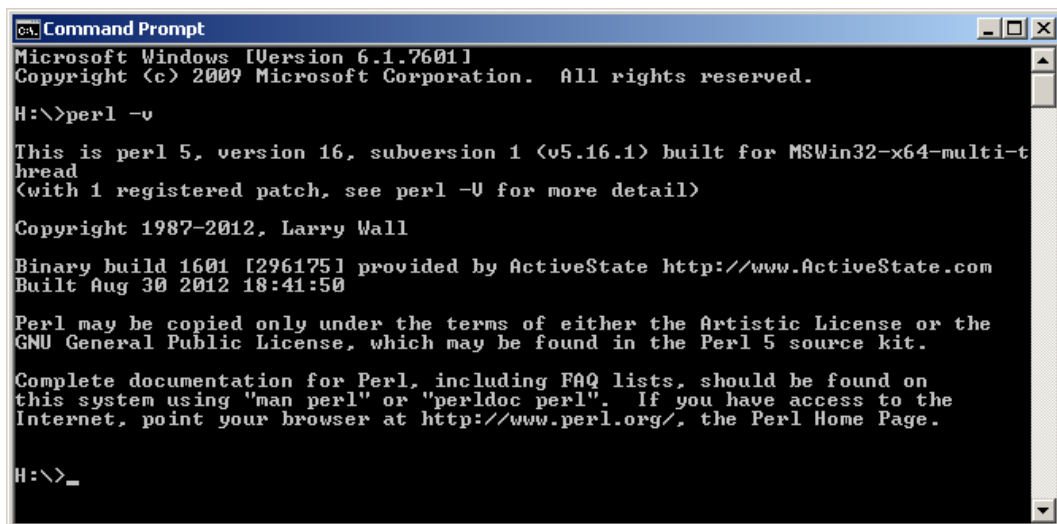 Command Prompt
Microsoft Windows [Version 6.1.7601]
Copyright (c) 2009 Microsoft Corporation.  All rights reserved.
H:\>perl -v
This is perl 5, version 16, subversion 1 (v5.16.1) built for MSWin32-x64-multi-t
hread
(with 1 registered patch, see perl -V for more detail)
Copyright 1987-2012, Larry Wall
Binary build 1601 [296175] provided by ActiveState http://www.ActiveState.com
Built Aug 30 2012 18:41:50
Perl may be copied only under the terms of either the Artistic License or the
GNU General Public License, which may be found in the Perl 5 source kit.
Complete documentation for Perl, including FAQ lists, should be found on
this system using "man perl" or "perldoc perl".  If you have access to the
Internet, point your browser at http://www.perl.org/, the Perl Home Page.
H:\>_